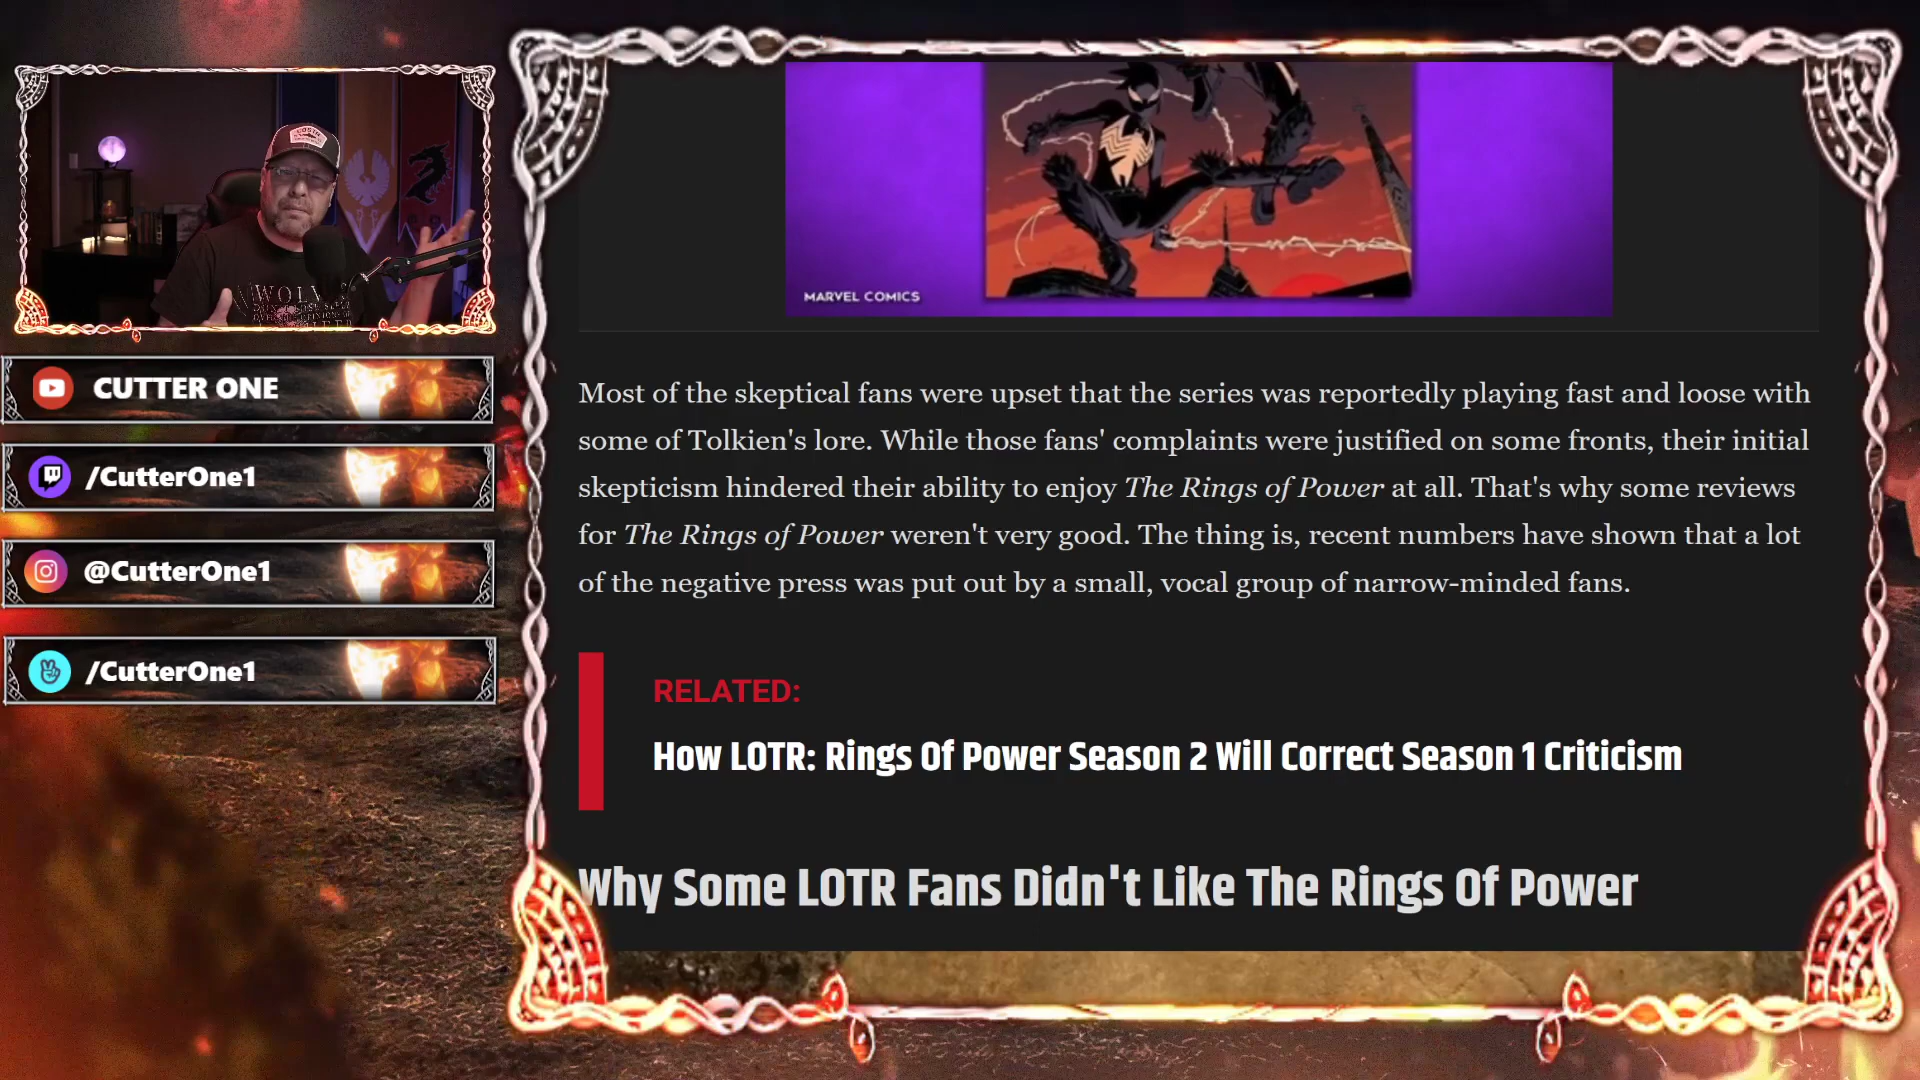 CUTTER ONE
/CutterOne1
@CutterOne1
/CutterOne1
MARVEL COMICS
Most of the skeptical fans were upset that the series was reportedly playing fast and loose with
some of Tolkien's lore. While those fans' complaints were justified on some fronts, their initial
skepticism hindered their ability to enjoy The Rings of Power at all. That's why some reviews
for The Rings of Power weren't very good. The thing is, recent numbers have shown that a lot
of the negative press was put out by a small, vocal group of narrow-minded fans.
RELATED:
How LOTR: Rings Of Power Season 2 Will Correct Season 1 Criticism
Why Some LOTR Fans Didn't Like The Rings Of Power